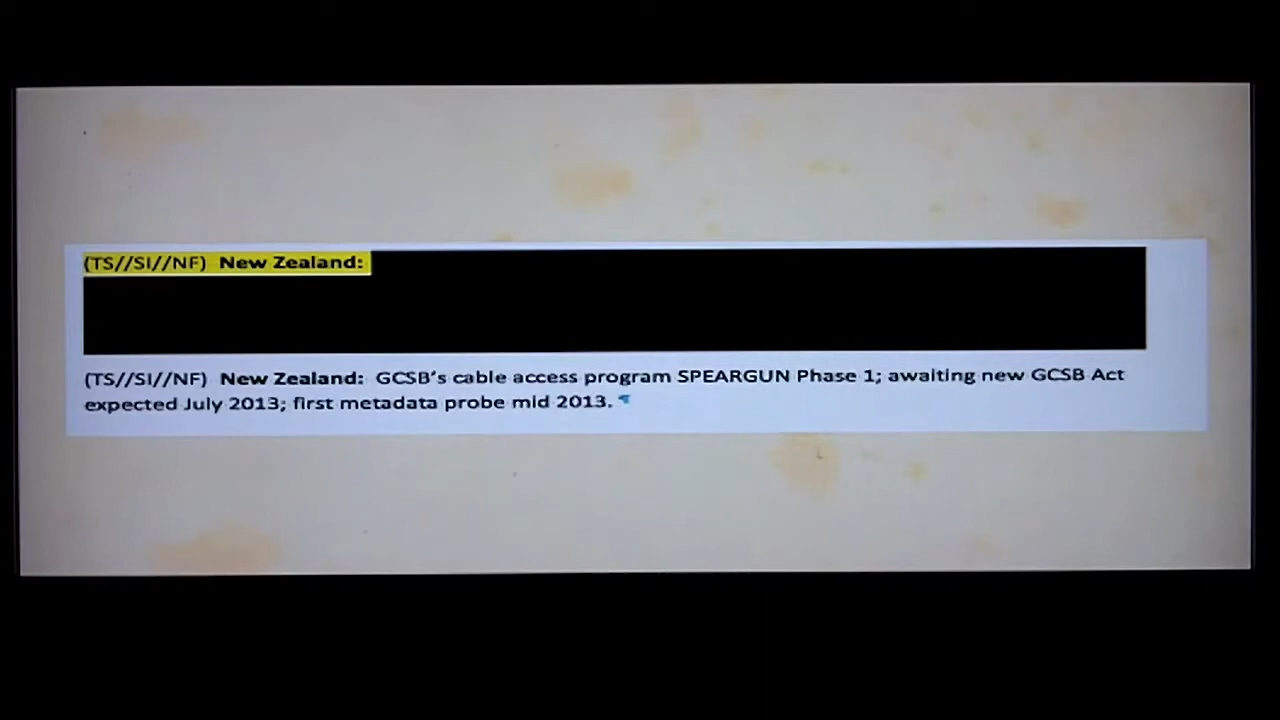 (TS//SI//NF) New Zealand:
(TS//SI//NF) New Zealand: GCSB's cable access program SPEARGUN Phase 1; awaiting new GCSB Act
expected July 2013; first metadata probe mid 2013. ¶